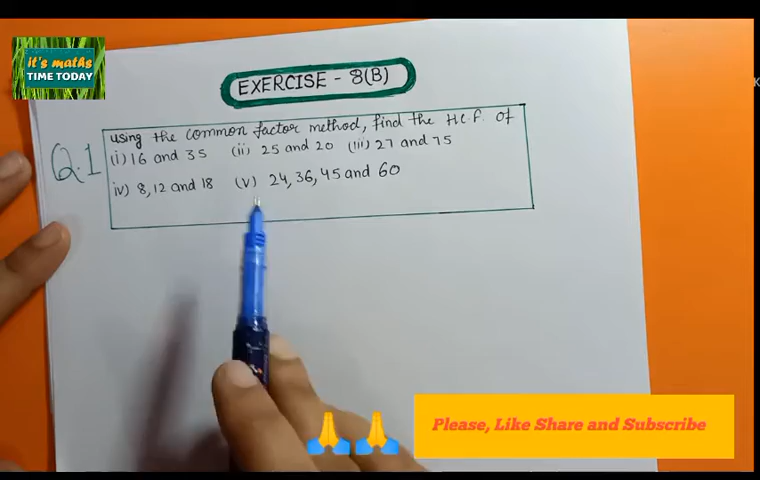 it's maths
TIME TODAY
EXERCISE - 8(B)
Q.1
Using the common factor method, find the H.C.F. of
(i) 16 and 35 (ii) 25 and 20 (iii) 27 and 75
iv) 8, 12 and 18 (V) 24, 36, 45 and 60
Please, Like Share and Subscribe